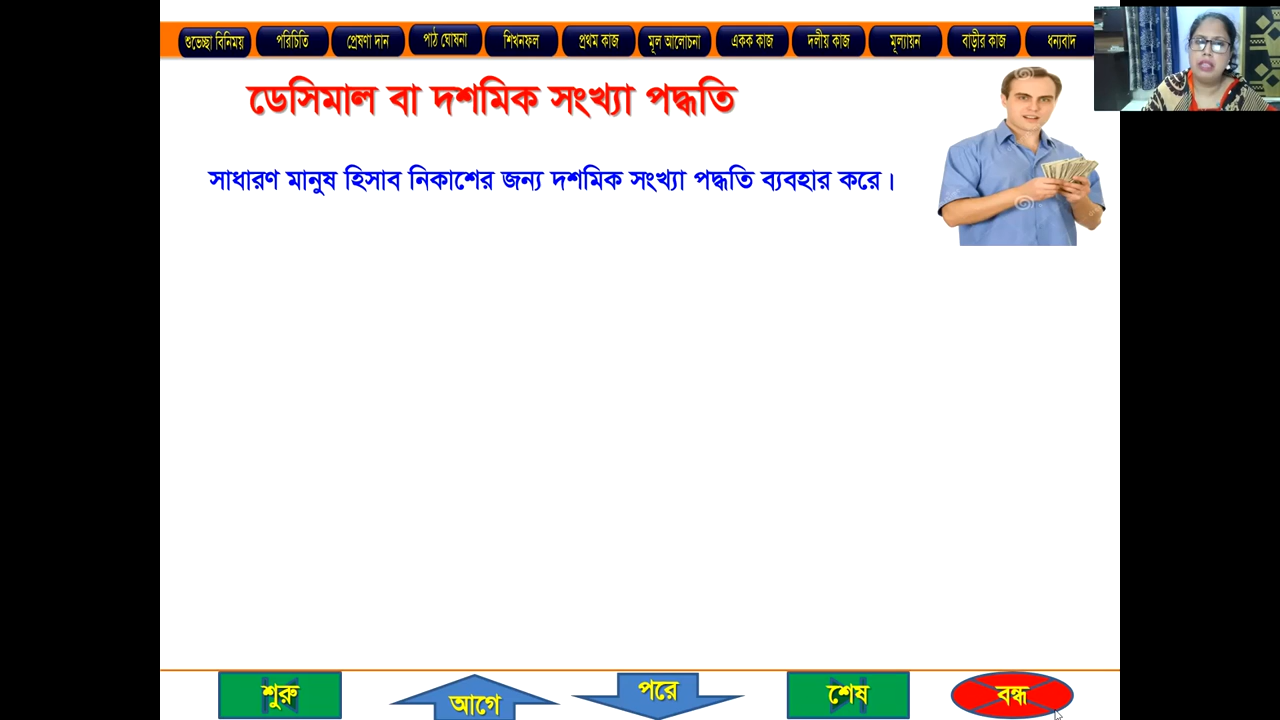 শুভেচ্ছা বিনিময় পরিচিতি প্রেষণা দান পাঠ ঘোষনা শিখনফল প্রথম কাজ মূল আলোচনা একক কাজ দলীয় কাজ মূল্যায়ন বাড়ীর কাজ ধন্যবাদ
ডেসিমাল বা দশমিক সংখ্যা পদ্ধতি
সাধারণ মানুষ হিসাব নিকাশের জন্য দশমিক সংখ্যা পদ্ধতি ব্যবহার করে।
শুরু আগে পরে শেষ বন্ধ